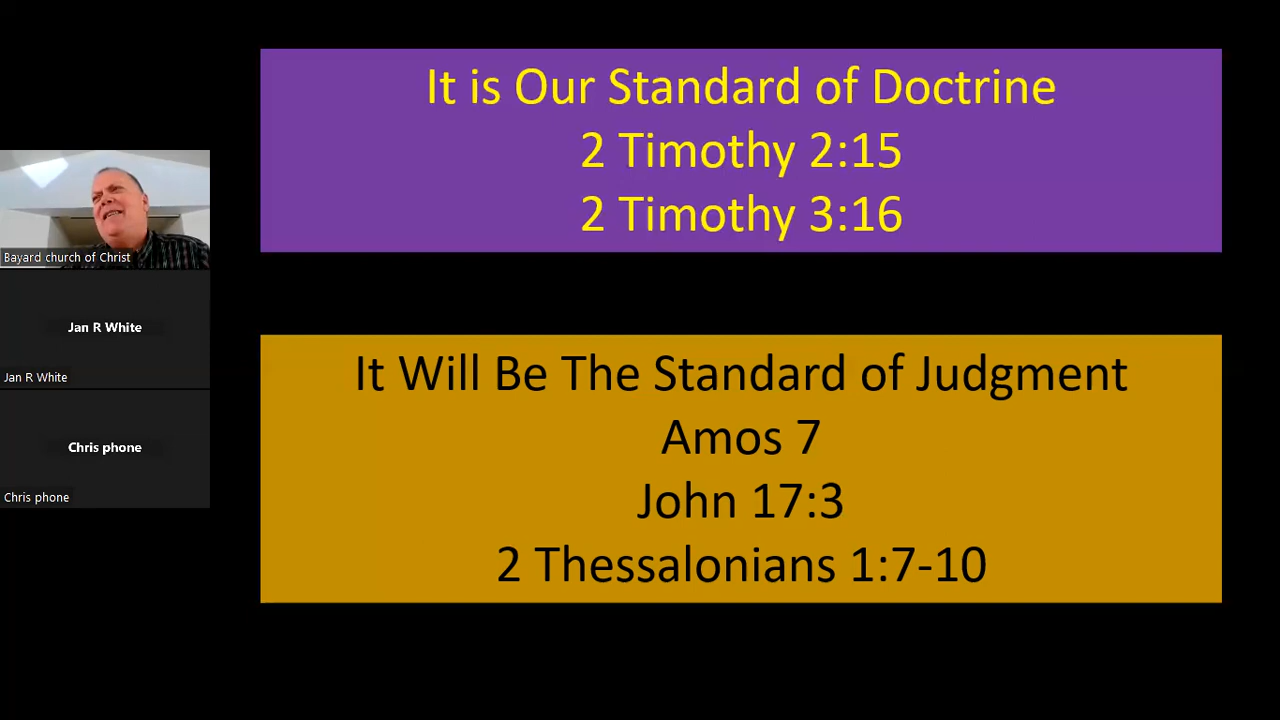 It is Our Standard of Doctrine
2 Timothy 2:15
2 Timothy 3:16
Bayard church of Christ
Jan R White
Jan R White
Chris phone
Chris phone
It Will Be The Standard of Judgment
Amos 7
John 17:3
2 Thessalonians 1:7-10